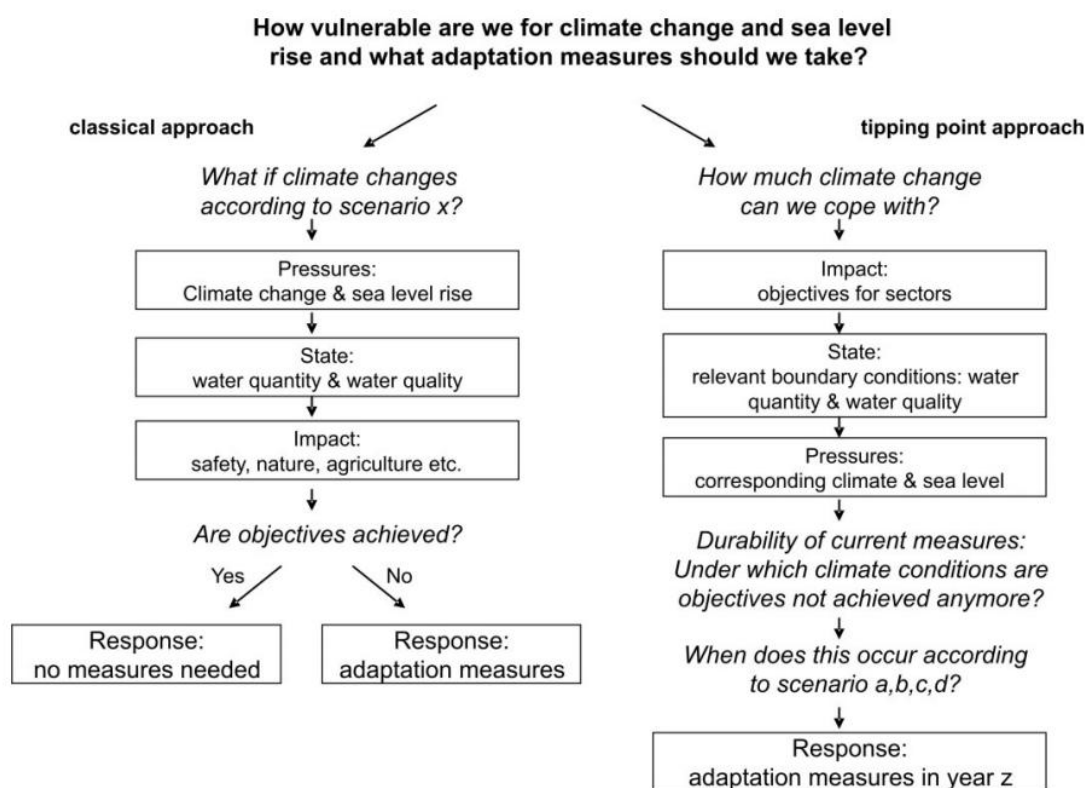 How vulnerable are we for climate change and sea level
rise and what adaptation measures should we take?
classical approach
What if climate changes
according to scenario x?
Pressures:
Climate change & sea level rise
State:
water quantity & water quality
Impact:
safety, nature, agriculture etc.
Are objectives achieved?
Yes
No
Response:
no measures needed
Response:
adaptation measures
tipping point approach
How much climate change
can we cope with?
Impact:
objectives for sectors
State:
relevant boundary conditions: water
quantity & water quality
Pressures:
corresponding climate & sea level
Durability of current measures:
Under which climate conditions are
objectives not achieved anymore?
When does this occur according
to scenario a,b,c,d?
Response:
adaptation measures in year z